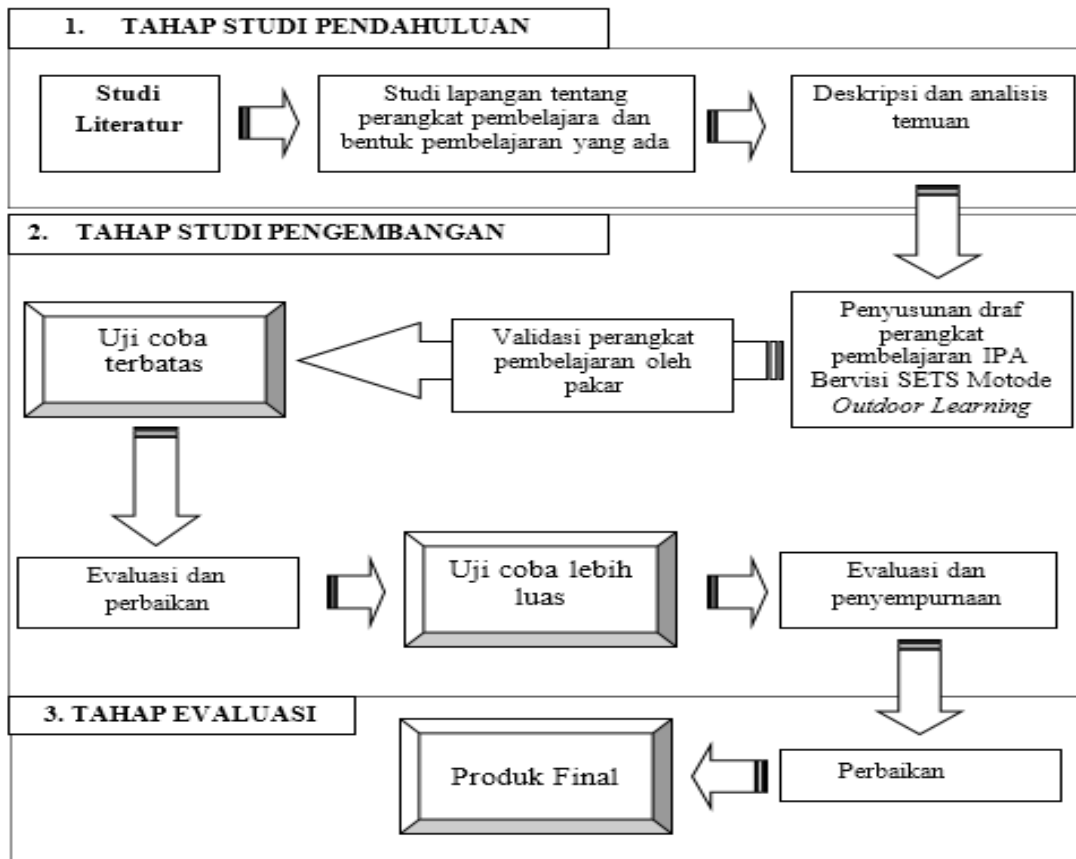 1. TAHAP STUDI PENDAHULUAN
Studi
Literatur
Studi lapangan tentang
perangkat pembelajara dan
bentuk pembelajaran yang ada
Deskripsi dan analisis
temuan
2. TAHAP STUDI PENGEMBANGAN
Penyusunan draf
perangkat
pembelajaran IPA
Bervisi SETS Motode
Outdoor Learning
Validasi perangkat
pembelajaran oleh
pakar
Uji coba
terbatas
Evaluasi dan
perbaikan
Uji coba lebih
luas
Evaluasi dan
penyempurnaan
3. TAHAP EVALUASI
Perbaikan
Produk Final